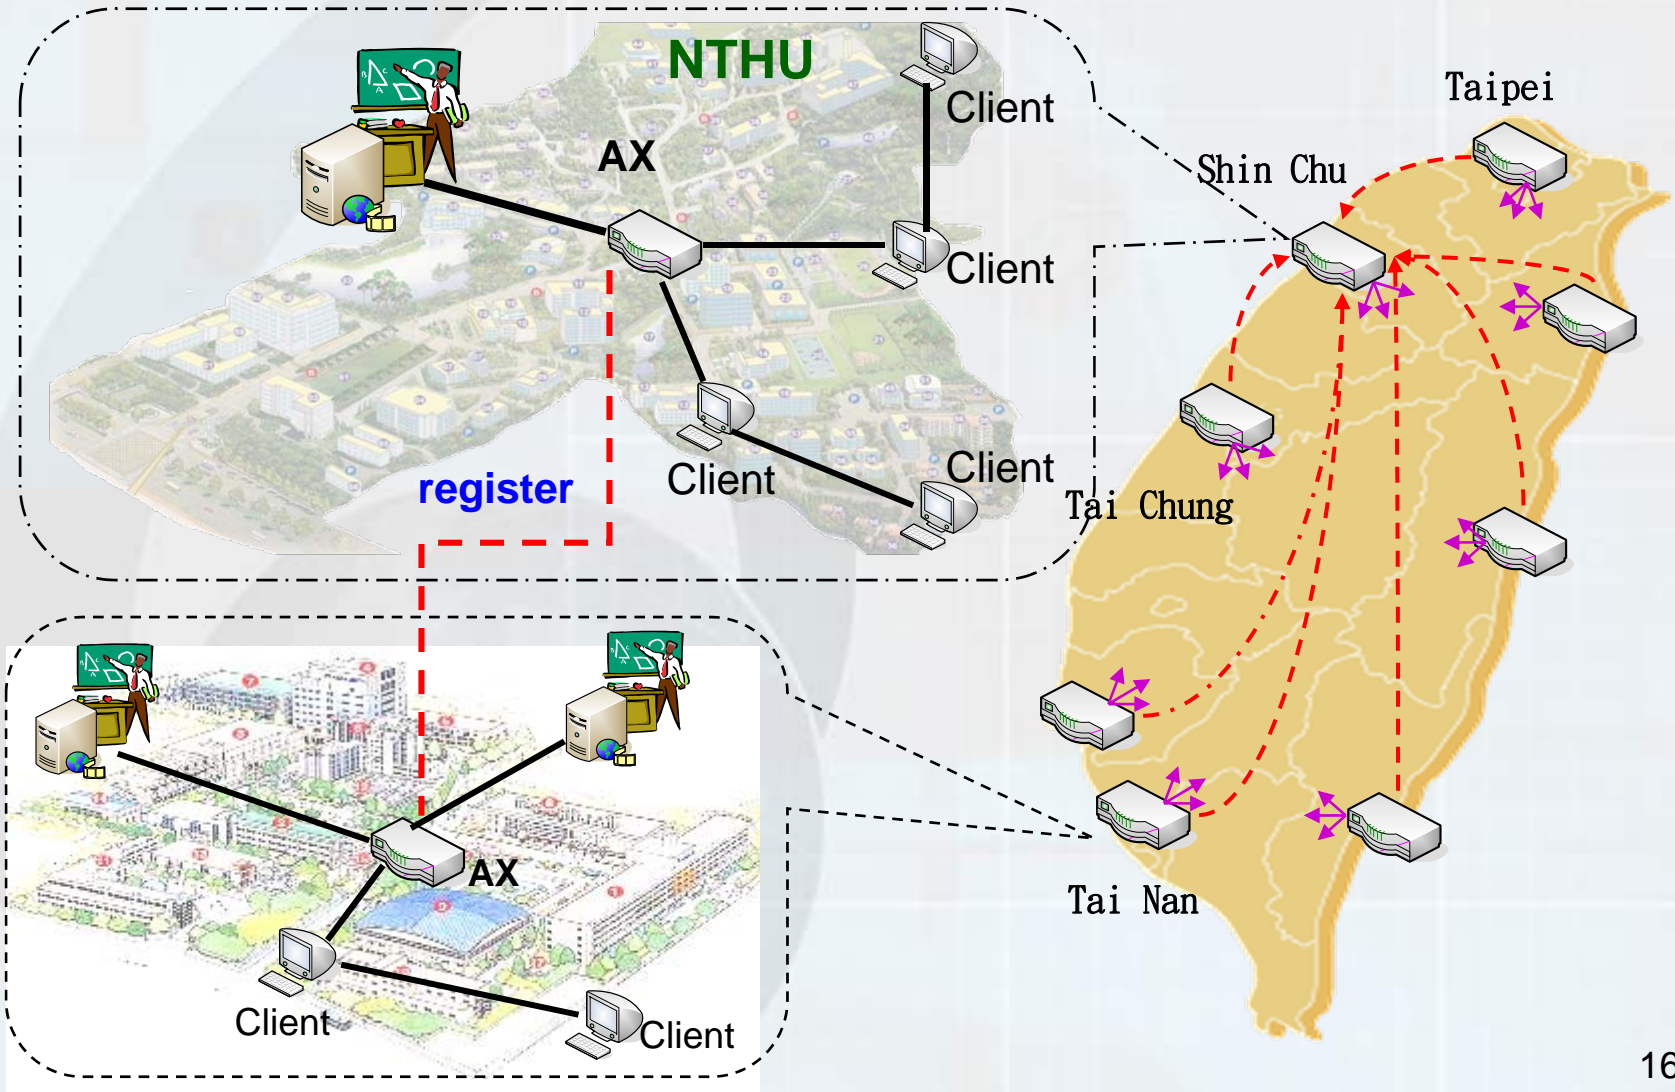 NTHU
Client
AX
Client
Client
Client
register
AX
Client
Client
Taipei
Shin Chu
Tai Chung
Tai Nan
16